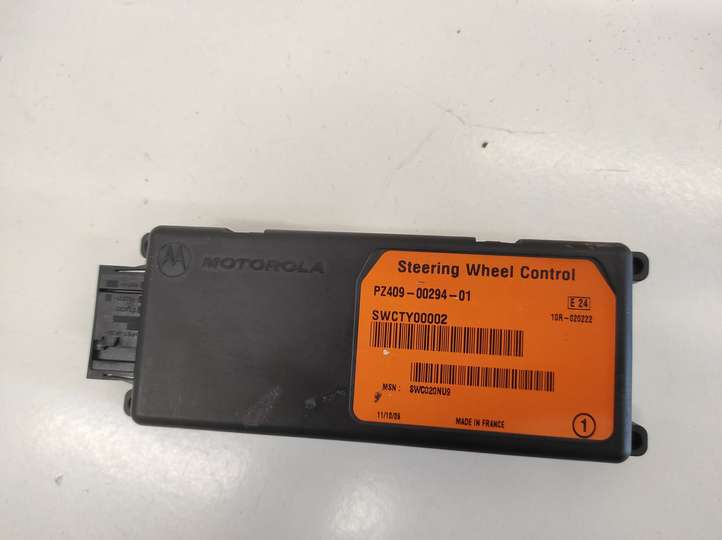 MOTOROLA
Steering Wheel Control
PZ409-00294-01
E 24
SWCTY00002
10R-020222
MSN : SWC020NU9
11/10/06
MADE IN FRANCE
1